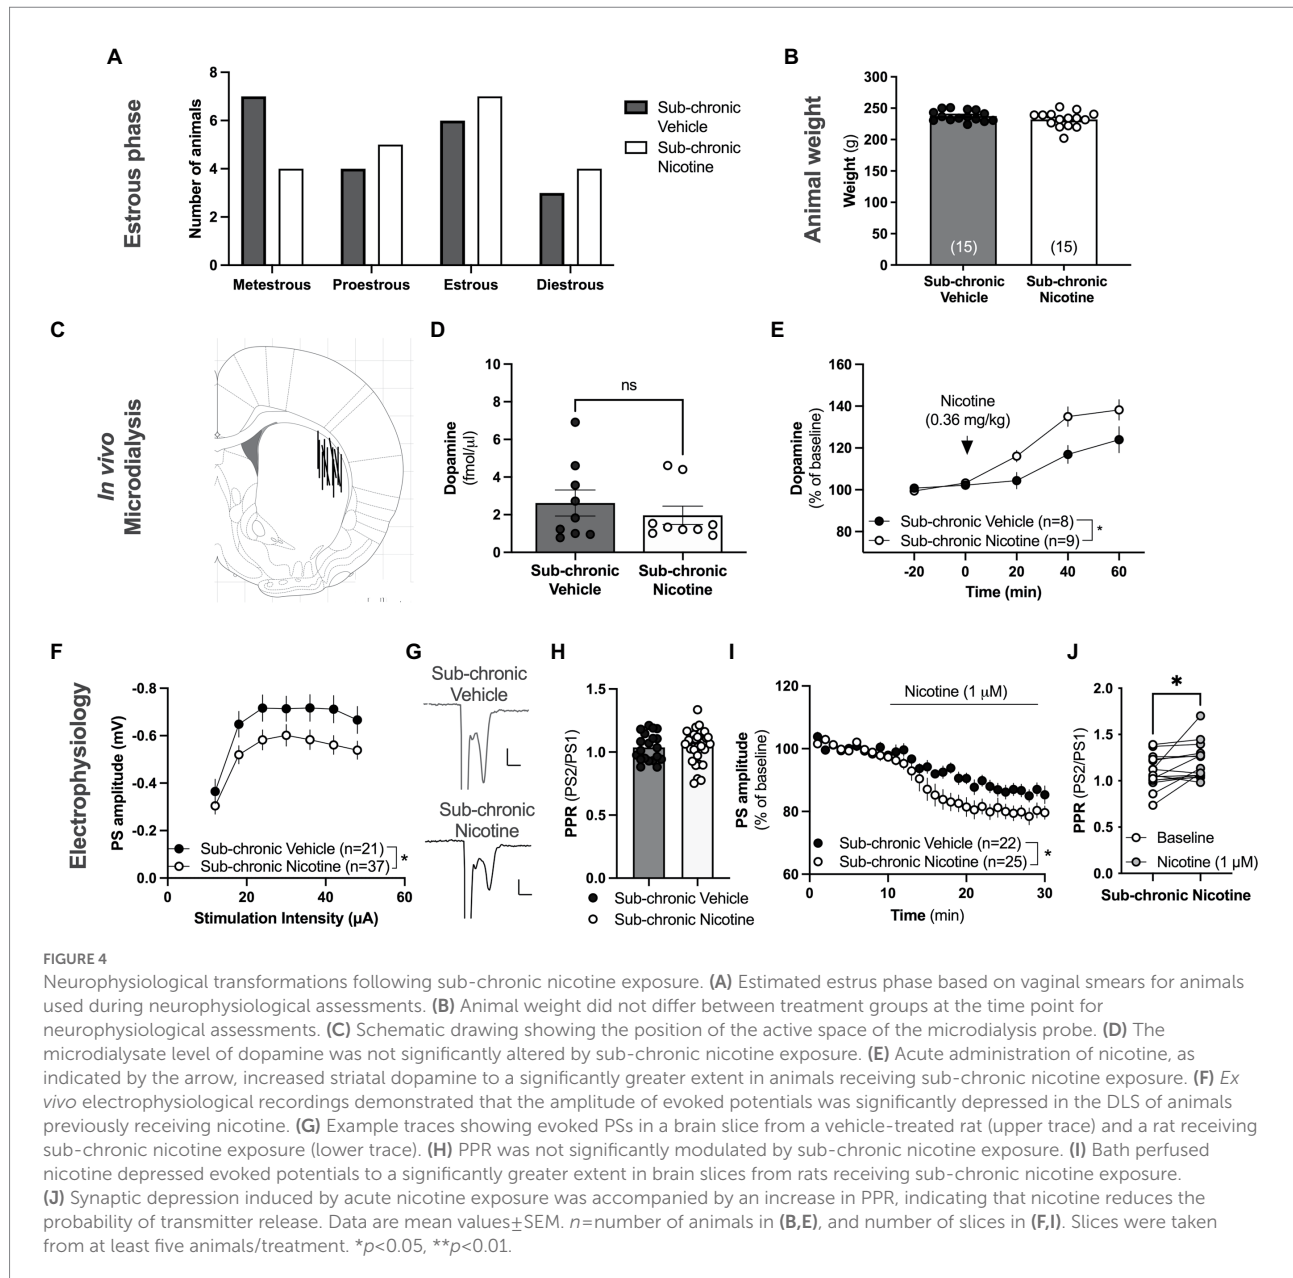 A
Estrous phase
Number of animals
8
6
4
2
0
Metestrous
Proestrous
Estrous
Diestrous
Sub-chronic
Vehicle
Sub-chronic
Nicotine
B
Animal weight
Weight (g)
300
250
200
150
100
50
0
(15)
(15)
Sub-chronic
Vehicle
Sub-chronic
Nicotine
C
In vivo
Microdialysis
D
Dopamine
(fmol/µl)
10
8
6
4
2
0
ns
Sub-chronic
Vehicle
Sub-chronic
Nicotine
E
Dopamine
(% of baseline)
160
140
120
100
80
Nicotine
(0.36 mg/kg)
Sub-chronic Vehicle (n=8)
Sub-chronic Nicotine (n=9)
*
-20
0
20
40
60
Time (min)
F
Electrophysiology
PS amplitude (mV)
-0.8
-0.6
-0.4
-0.2
0.0
Sub-chronic Vehicle (n=21)
Sub-chronic Nicotine (n=37)
*
0
20
40
60
Stimulation Intensity (µA)
G
Sub-chronic
Vehicle
Sub-chronic
Nicotine
H
PPR (PS2/PS1)
1.5
1.0
0.5
0.0
Sub-chronic Vehicle
Sub-chronic Nicotine
I
PS amplitude
(% of baseline)
120
100
80
60
Nicotine (1 µM)
Sub-chronic Vehicle (n=22)
Sub-chronic Nicotine (n=25)
*
0
10
20
30
Time (min)
J
PPR (PS2/PS1)
2.0
1.5
1.0
0.5
0.0
*
Baseline
Nicotine (1 µM)
Sub-chronic Nicotine
FIGURE 4
Neurophysiological transformations following sub-chronic nicotine exposure. (A) Estimated estrus phase based on vaginal smears for animals
used during neurophysiological assessments. (B) Animal weight did not differ between treatment groups at the time point for
neurophysiological assessments. (C) Schematic drawing showing the position of the active space of the microdialysis probe. (D) The
microdialysate level of dopamine was not significantly altered by sub-chronic nicotine exposure. (E) Acute administration of nicotine, as
indicated by the arrow, increased striatal dopamine to a significantly greater extent in animals receiving sub-chronic nicotine exposure. (F) Ex
vivo electrophysiological recordings demonstrated that the amplitude of evoked potentials was significantly depressed in the DLS of animals
previously receiving nicotine. (G) Example traces showing evoked PSs in a brain slice from a vehicle-treated rat (upper trace) and a rat receiving
sub-chronic nicotine exposure (lower trace). (H) PPR was not significantly modulated by sub-chronic nicotine exposure. (I) Bath perfused
nicotine depressed evoked potentials to a significantly greater extent in brain slices from rats receiving sub-chronic nicotine exposure.
(J) Synaptic depression induced by acute nicotine exposure was accompanied by an increase in PPR, indicating that nicotine reduces the
probability of transmitter release. Data are mean values±SEM. n=number of animals in (B,E), and number of slices in (F,I). Slices were taken
from at least five animals/treatment. *p<0.05, **p<0.01.